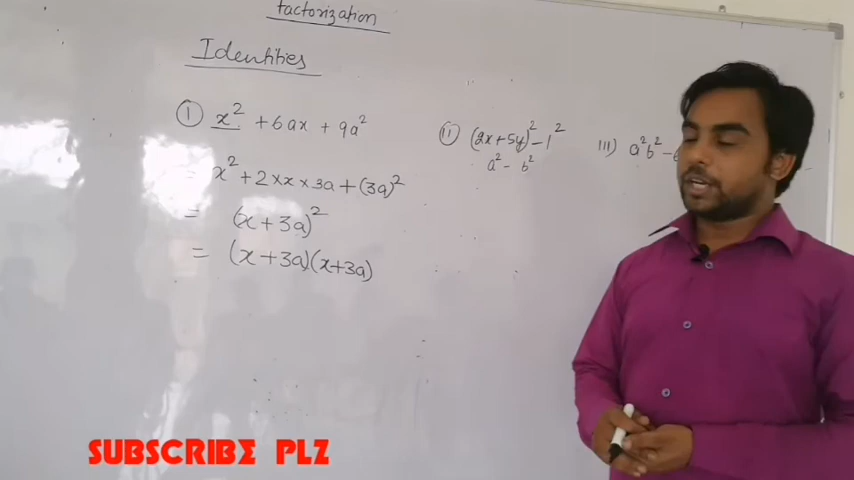 factorization
Identities
① x² + 6ax + 9a²
= x² + 2 × x × 3a + (3a)²
= (x + 3a)²
= (x + 3a)(x + 3a)
⑪ (2x + 5y)² - 1²
a² - b²
III) a²b² -
SUBSCRIBE PLZ